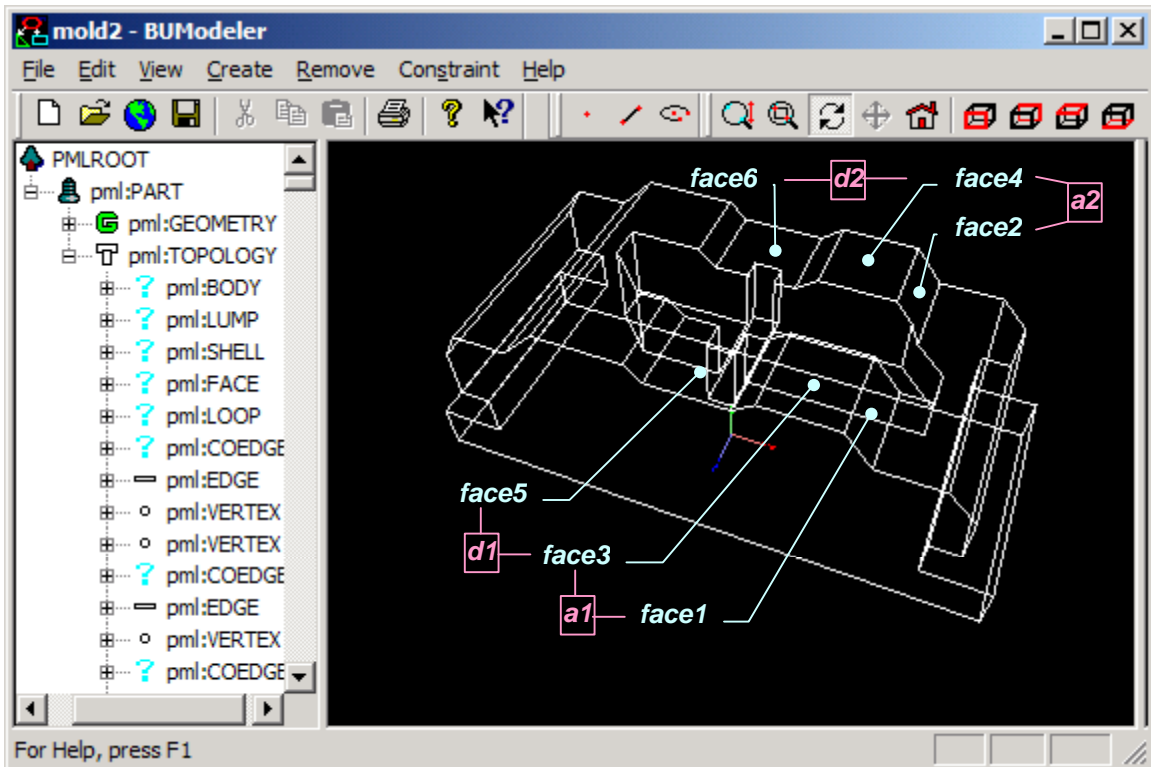 mold2 - BUModeler
File Edit View Create Remove Constraint Help
PMLROOT
pml:PART
pml:GEOMETRY
pml:TOPOLOGY
pml:BODY
pml:LUMP
pml:SHELL
pml:FACE
pml:LOOP
pml:COEDGE
pml:EDGE
pml:VERTEX
pml:VERTEX
pml:COEDGE
pml:EDGE
pml:VERTEX
pml:COEDGE
face6 d2 face4
a2
face2
face5
d1 face3
a1 face1
For Help, press F1